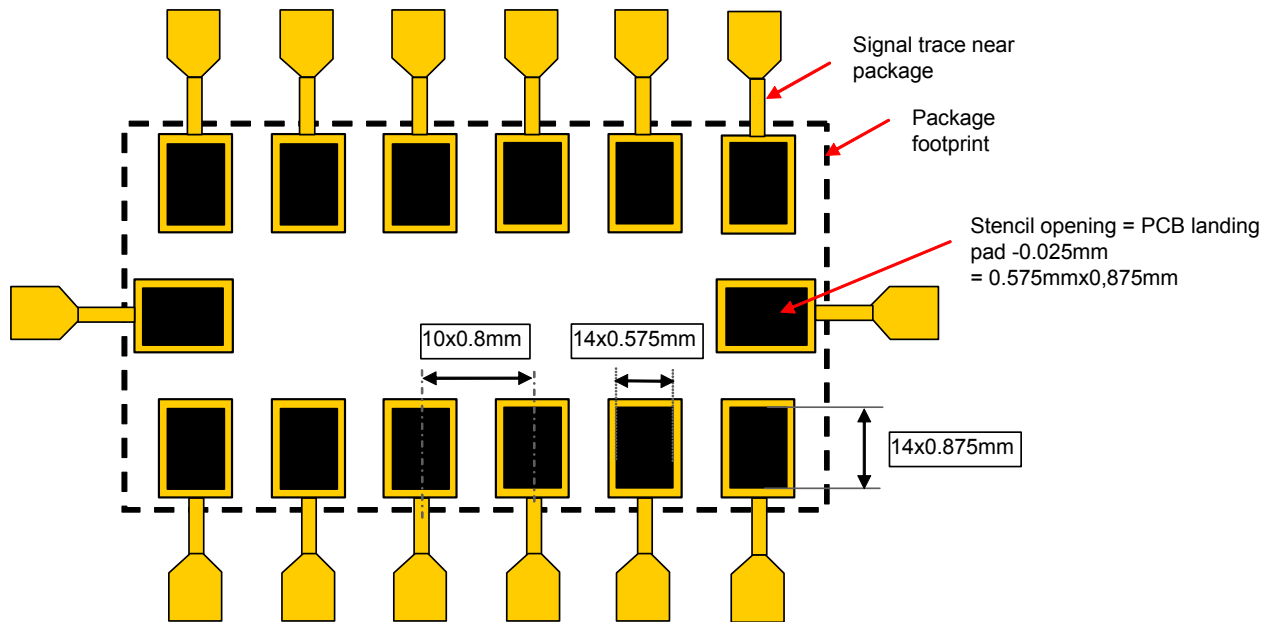 Signal trace near
package
Package
footprint
Stencil opening = PCB landing
pad -0.025mm
= 0.575mmx0,875mm
10x0.8mm
14x0.575mm
14x0.875mm